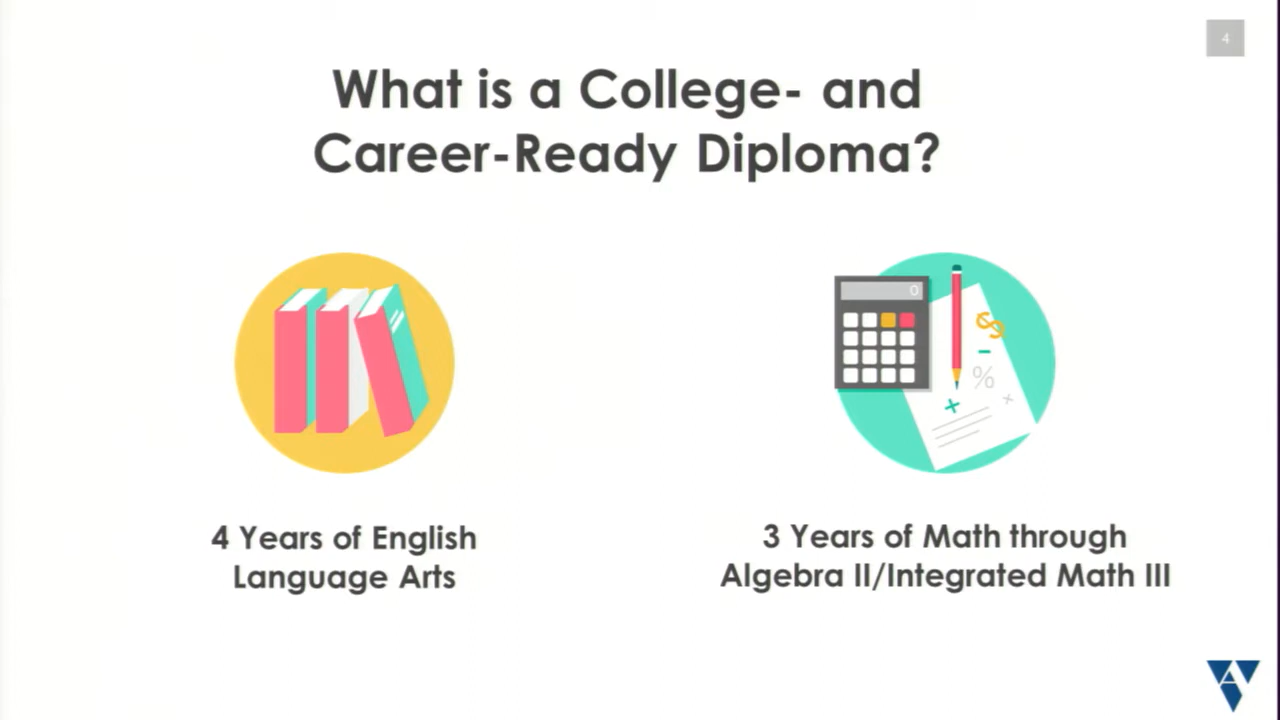 4
What is a College- and
Career-Ready Diploma?
0
$
-
%
+
x
4 Years of English
Language Arts
3 Years of Math through
Algebra II/Integrated Math III
A